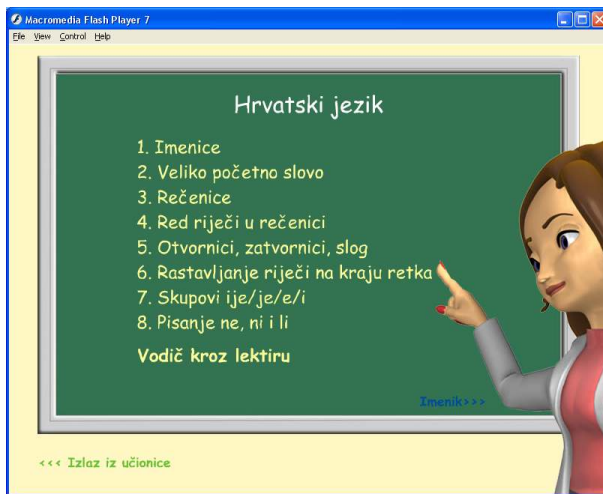 Macromedia Flash Player 7
File View Control Help
Hrvatski jezik
1. Imenice
2. Veliko početno slovo
3. Rečenice
4. Red riječi u rečenici
5. Otvornici, zatvornici, slog
6. Rastavljanje riječi na kraju retka
7. Skupovi ije/je/e/i
8. Pisanje ne, ni i li
Vodič kroz lektiru
Imenik>>>
<<< Izlaz iz učionice